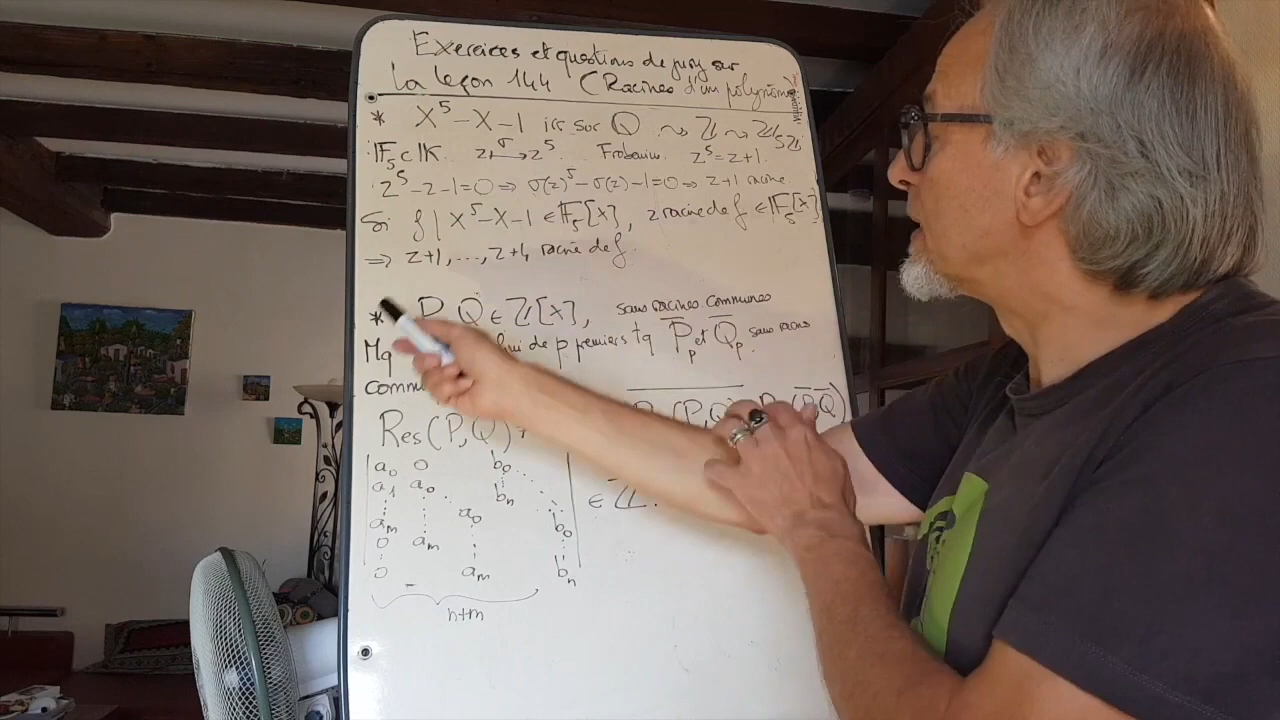 Exercices et questions de jury sur
la leçon 144 (Racines d'un polynôme)
* X⁵-X-1 irr sur ℚ ⇝ ℤ ⇝ ℤ/5ℤ
𝔽₅⊂𝕂. z ↦^σ z⁵. Frobenius. z⁵=z+1.
z⁵-z-1=0 ⇒ σ(z)⁵-σ(z)-1=0 ⇒ z+1 racine.
Si f | X⁵-X-1 ∈ 𝔽₅[X], z racine de f ∈ 𝔽₅[X]
⇒ z+1,...,z+4 racine de f
* P, Q ∈ ℤ[X], sans racines communes
Mq de p premiers tq P̄ₚ et Q̄ₚ sans racines
(P,Q) (P̄,Q̄)
Res(P,Q)
a₀ 0 b₀
a₁ a₀ bₙ
aₘ a₀ b₀
0 aₘ
0 aₘ bₙ
∈ ℤ.
n+m